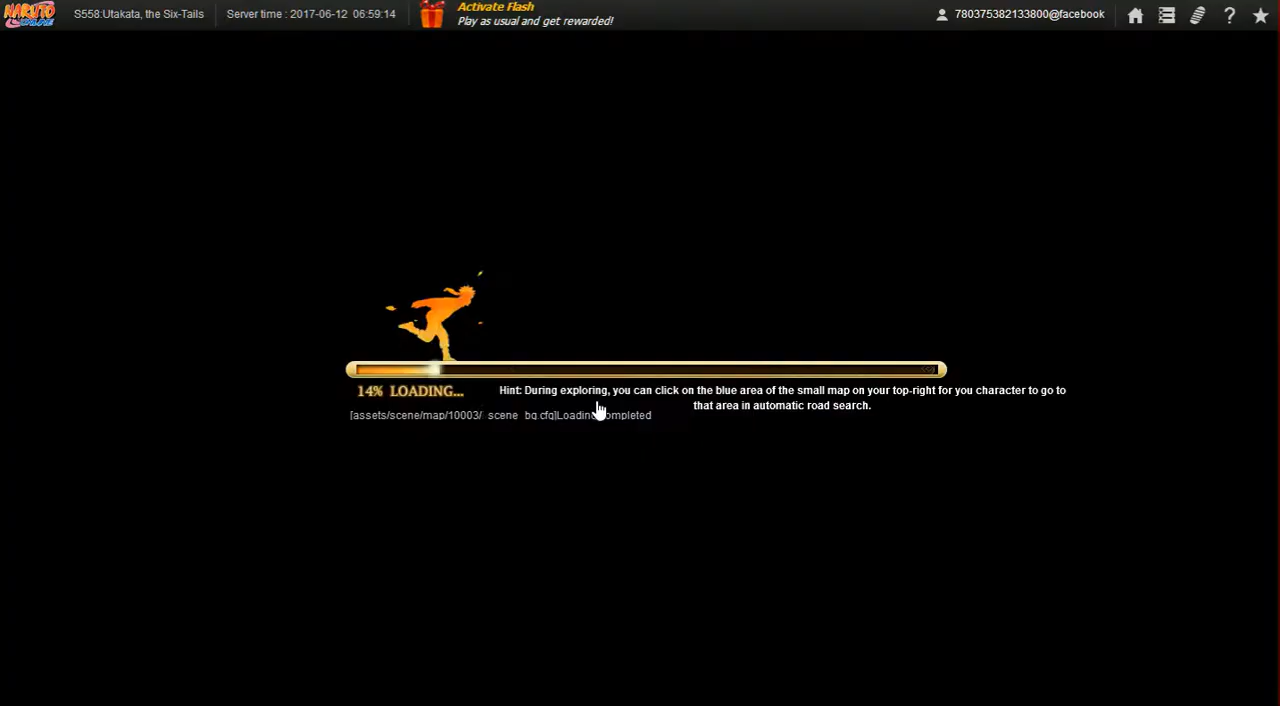 NARUTO
ONLINE
S558:Utakata, the Six-Tails
Server time : 2017-06-12 06:59:14
Activate Flash
Play as usual and get rewarded!
780375382133800@facebook
?
14% LOADING...
Hint: During exploring, you can click on the blue area of the small map on your top-right for you character to go to
that area in automatic road search.
[assets/scene/map/10003/_scene_bg.cfg]Loading completed